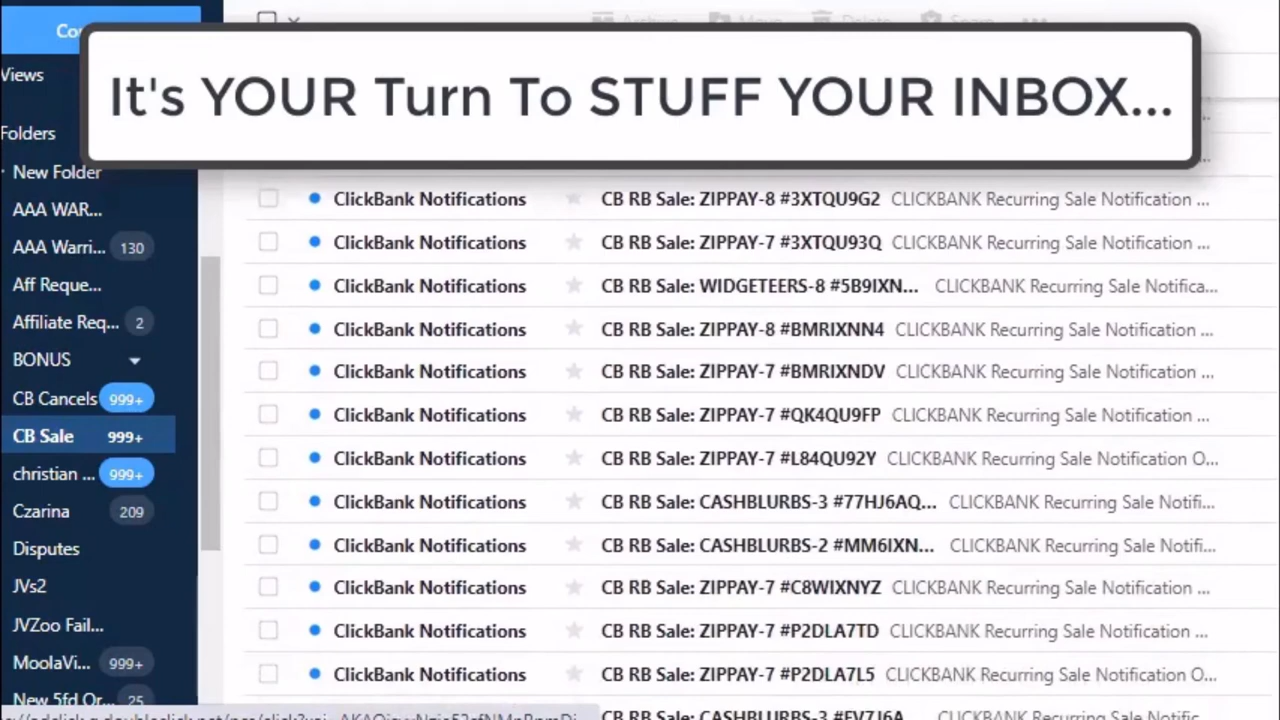 Views
It's YOUR Turn To STUFF YOUR INBOX...
Folders
New Folder
AAA WAR...
AAA Warri... 130
Aff Reque...
Affiliate Req... 2
BONUS
CB Cancels 999+
CB Sale 999+
christian ... 999+
Czarina 209
Disputes
JVs2
JVZoo Fail...
MoolaVi... 999+
New 5fd Or... 25
ClickBank Notifications CB RB Sale: ZIPPAY-8 #3XTQU9G2 CLICKBANK Recurring Sale Notification ...
ClickBank Notifications CB RB Sale: ZIPPAY-7 #3XTQU93Q CLICKBANK Recurring Sale Notification ...
ClickBank Notifications CB RB Sale: WIDGETEERS-8 #5B9IXN... CLICKBANK Recurring Sale Notifica...
ClickBank Notifications CB RB Sale: ZIPPAY-8 #BMRIXNN4 CLICKBANK Recurring Sale Notification ...
ClickBank Notifications CB RB Sale: ZIPPAY-7 #BMRIXNDV CLICKBANK Recurring Sale Notification ...
ClickBank Notifications CB RB Sale: ZIPPAY-7 #QK4QU9FP CLICKBANK Recurring Sale Notification ...
ClickBank Notifications CB RB Sale: ZIPPAY-7 #L84QU92Y CLICKBANK Recurring Sale Notification O...
ClickBank Notifications CB RB Sale: CASHBLURBS-3 #77HJ6AQ... CLICKBANK Recurring Sale Notifi...
ClickBank Notifications CB RB Sale: CASHBLURBS-2 #MM6IXN... CLICKBANK Recurring Sale Notifi...
ClickBank Notifications CB RB Sale: ZIPPAY-7 #C8WIXNYZ CLICKBANK Recurring Sale Notification ...
ClickBank Notifications CB RB Sale: ZIPPAY-7 #P2DLA7TD CLICKBANK Recurring Sale Notification ...
ClickBank Notifications CB RB Sale: ZIPPAY-7 #P2DLA7L5 CLICKBANK Recurring Sale Notification O...